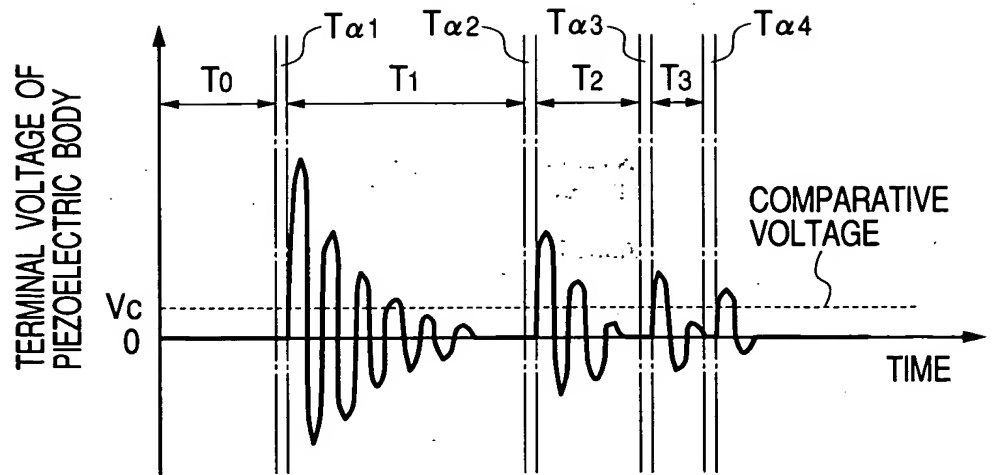 Tα1
Tα2
Tα3
Tα4
T0
T1
T2
T3
TERMINAL VOLTAGE OF
PIEZOELECTRIC BODY
COMPARATIVE
VOLTAGE
Vc
0
TIME